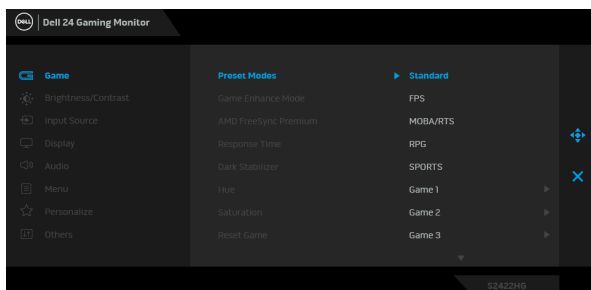 DELL
Dell 24 Gaming Monitor
Game
Preset Modes
Standard
Brightness/Contrast
Game Enhance Mode
FPS
Input Source
AMD FreeSync Premium
MOBA/RTS
Display
Response Time
RPG
Audio
Dark Stabilizer
SPORTS
Menu
Hue
Game 1
Personalize
Saturation
Game 2
Others
Reset Game
Game 3
S2422HG